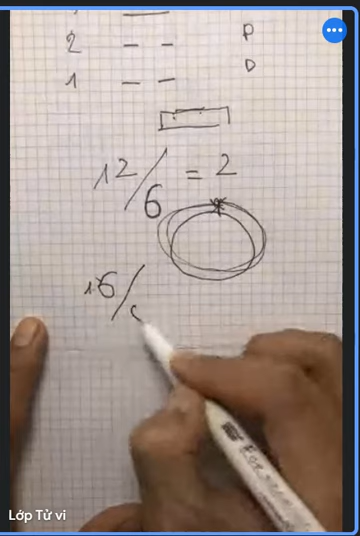 2 — — P
1 — — D
12/6 = 2
16/
Lớp Tử vi